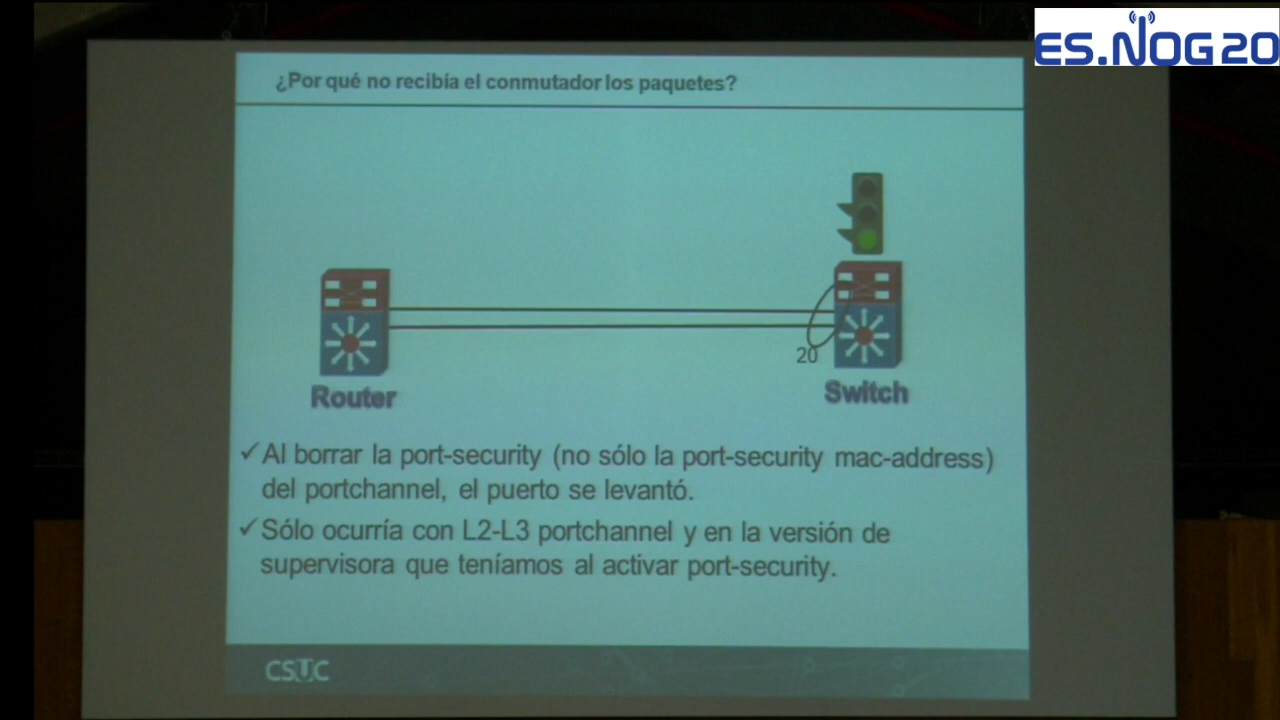 ES.NOG20
¿Por qué no recibía el conmutador los paquetes?
20
Router
Switch
✓Al borrar la port-security (no sólo la port-security mac-address)
del portchannel, el puerto se levantó.
✓Sólo ocurría con L2-L3 portchannel y en la versión de
supervisora que teníamos al activar port-security.
CSUC